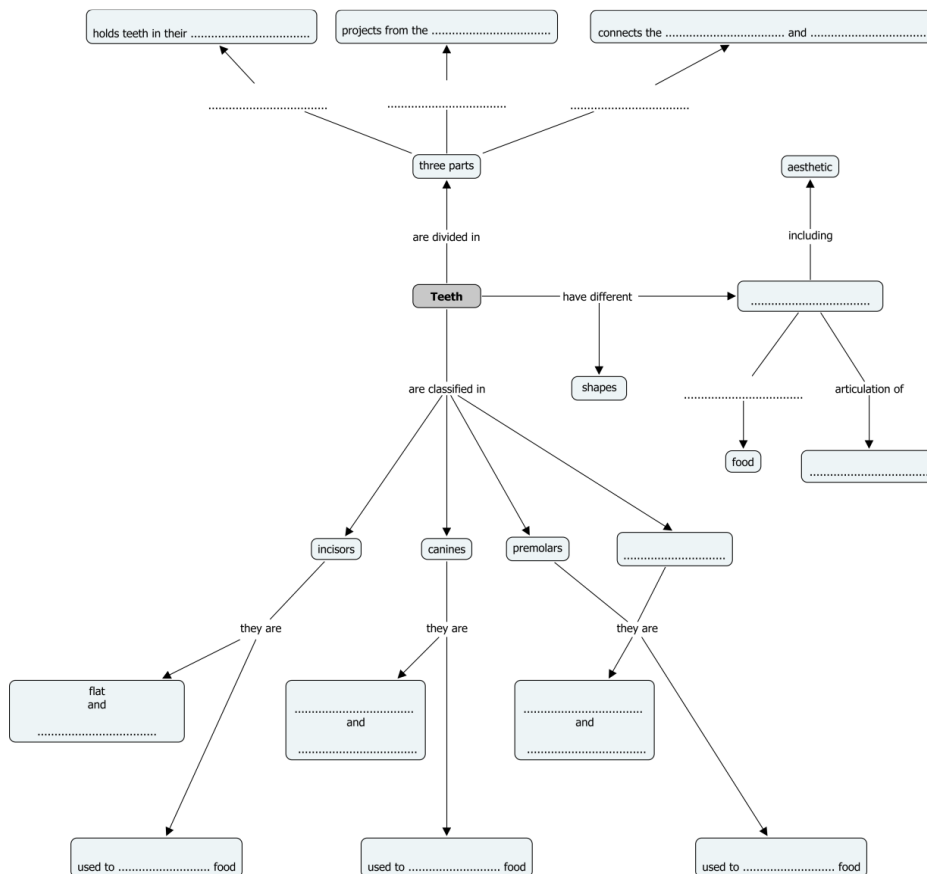 holds teeth in their ........................................
projects from the ........................................
connects the ........................................ and ........................................
........................................
........................................
........................................
three parts
aesthetic
are divided in
including
Teeth
have different
........................................
are classified in
shapes
........................................
articulation of
food
........................................
incisors
canines
premolars
..................................
they are
they are
they are
flat
and
........................................
........................................
and
........................................
........................................
and
........................................
used to .............................. food
used to .............................. food
used to .............................. food